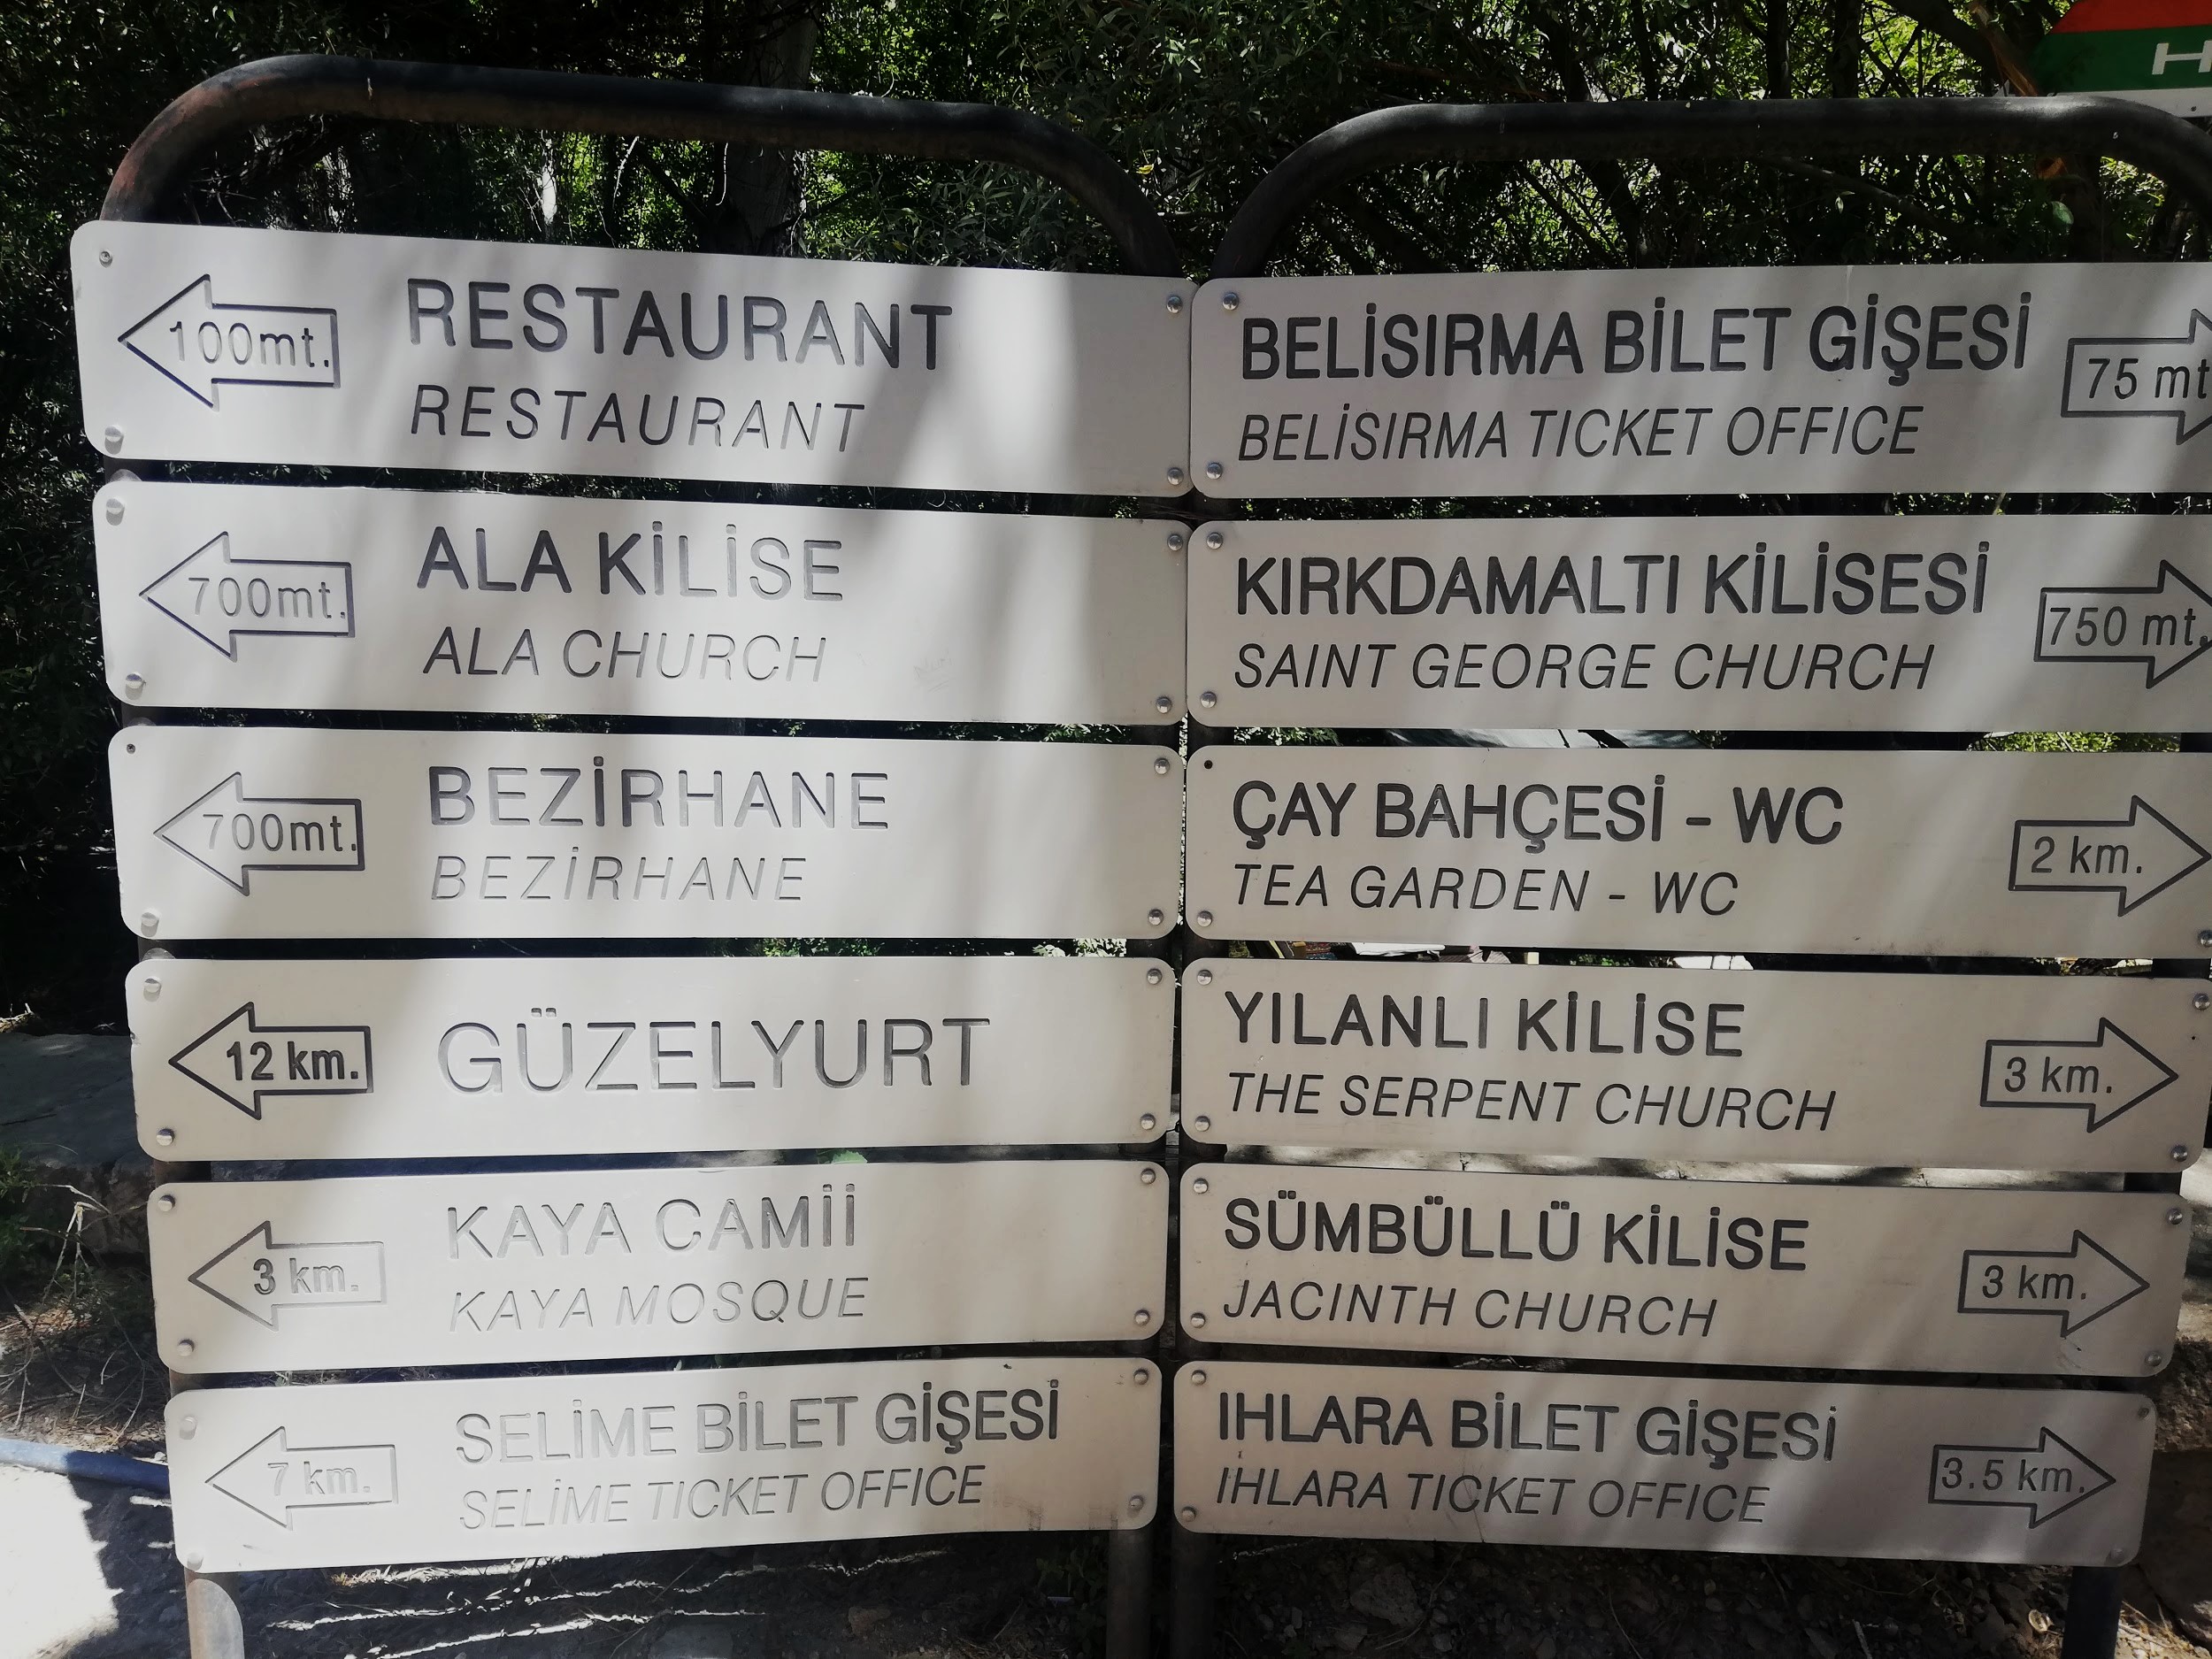 100mt.
RESTAURANT
RESTAURANT
700mt.
ALA KİLİSE
ALA CHURCH
700mt.
BEZİRHANE
BEZİRHANE
12 km.
GÜZELYURT
3 km.
KAYA CAMİİ
KAYA MOSQUE
7 km.
SELİME BİLET GİŞESİ
SELİME TICKET OFFICE
BELİSIRMA BİLET GİŞESİ
BELİSIRMA TICKET OFFICE
75 mt
KIRKDAMALTI KİLİSESİ
SAINT GEORGE CHURCH
750 mt.
ÇAY BAHÇESİ - WC
TEA GARDEN - WC
2 km.
YILANLI KİLİSE
THE SERPENT CHURCH
3 km.
SÜMBÜLLÜ KİLİSE
JACINTH CHURCH
3 km.
IHLARA BİLET GİŞESİ
IHLARA TICKET OFFICE
3.5 km.